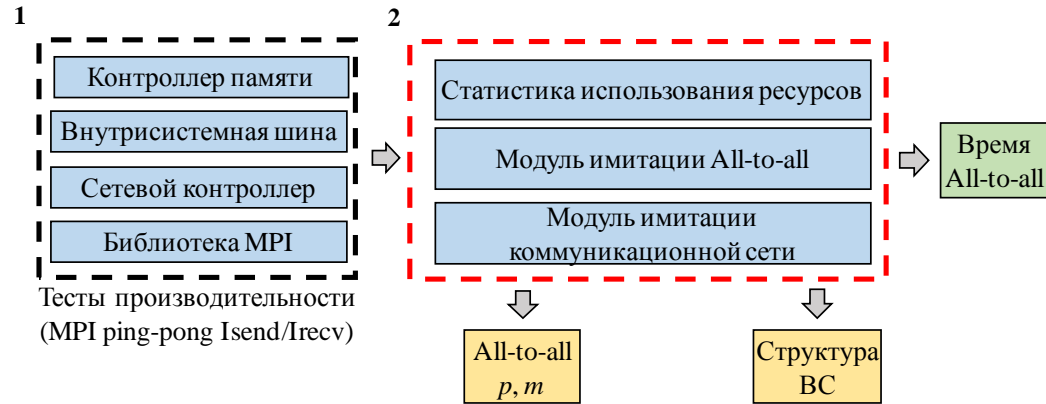 1
Контроллер памяти
Внутрисистемная шина
Сетевой контроллер
Библиотека MPI
Тесты производительности
(MPI ping-pong Isend/Irecv)
2
Статистика использования ресурсов
Модуль имитации All-to-all
Модуль имитации
коммуникационной сети
Время
All-to-all
All-to-all
p, m
Структура
ВС